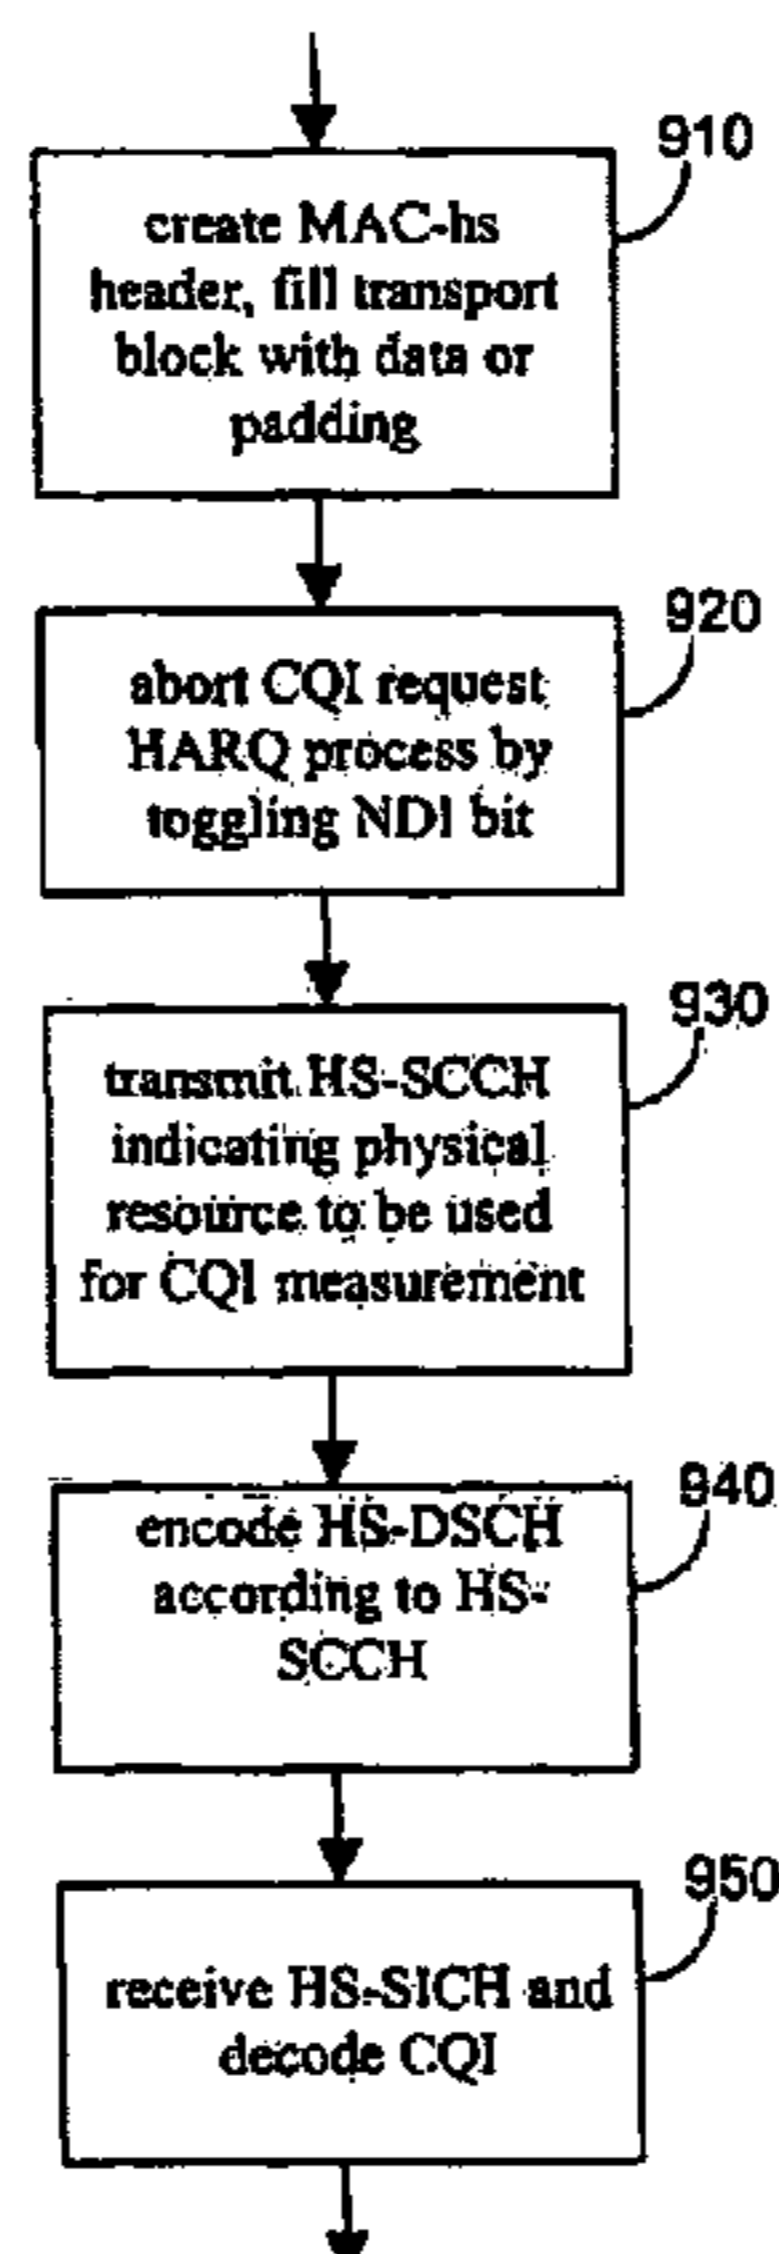 910
create MAC-hs
header, fill transport
block with data or
padding
920
abort CQI request
HARQ process by
toggling NDI bit
930
transmit HS-SCCH
indicating physical
resource to be used
for CQI measurement
940
encode HS-DSCH
according to HS-
SCCH
950
receive HS-SICH and
decode CQI